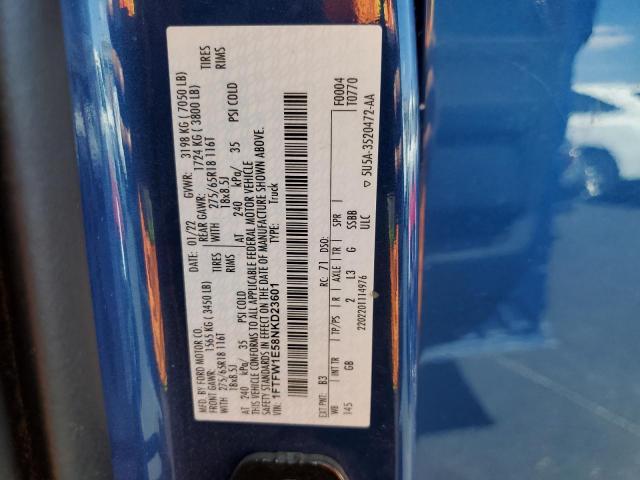 MFD. BY FORD MOTOR CO.
DATE: 01/22 GVWR: 3198 KG ( 7050 LB)
FRONT GAWR: 1565 KG ( 3450 LB) REAR GAWR: 1724 KG ( 3800 LB)
275/65R18 116T TIRES WITH 275/65R18 116T TIRES
18x8.5J RIMS 18x8.5J RIMS
AT 240 kPa/ 35 PSI COLD AT 240 kPa/ 35 PSI COLD
THIS VEHICLE CONFORMS TO ALL APPLICABLE FEDERAL MOTOR VEHICLE
SAFETY STANDARDS IN EFFECT ON THE DATE OF MANUFACTURE SHOWN ABOVE.
VIN: 1FTFW1E58NKD23601 TYPE: Truck
F0004
T0770
EXT PNT: B3 RC: 71 DSO:
WB INT TR TP/PS R AXLE TR SPR
145 GB 2 L3 G SSBB
ULC
2202201114976 5U5A-3520472-AA